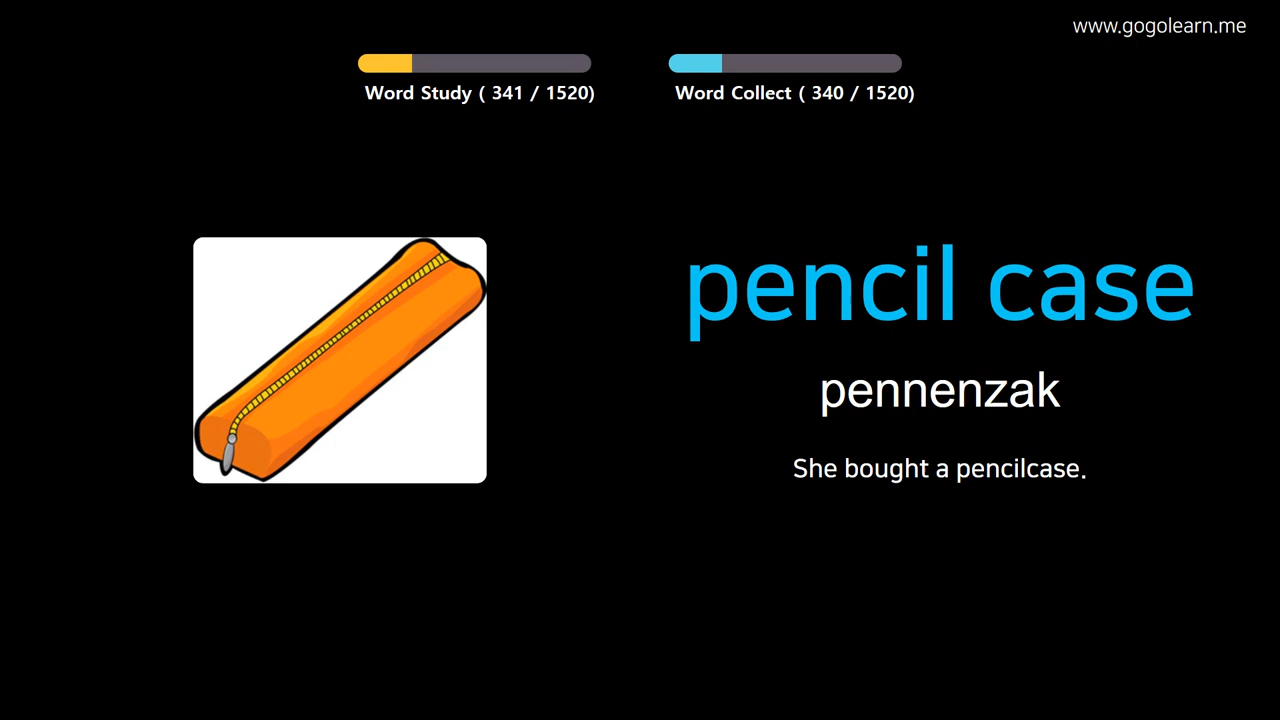 www.gogolearn.me
Word Study ( 341 / 1520)
Word Collect ( 340 / 1520)
pencil case
pennenzak
She bought a pencilcase.